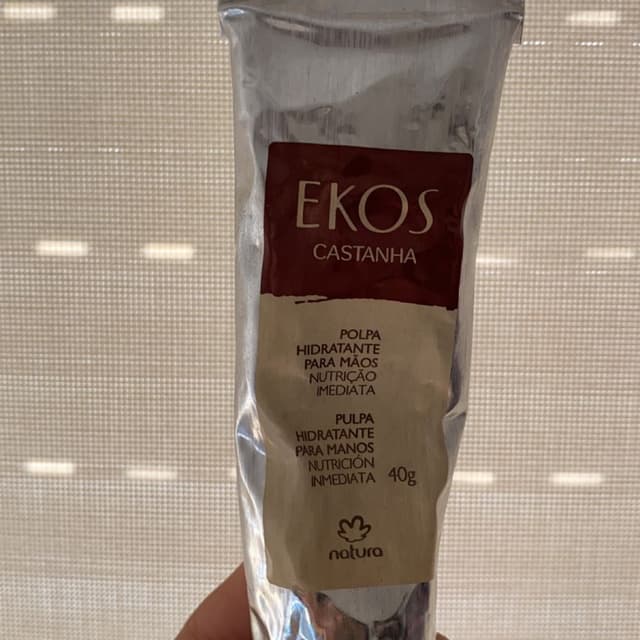 EKOS
CASTANHA
POLPA
HIDRATANTE
PARA MÃOS
NUTRIÇÃO
IMEDIATA
PULPA
HIDRATANTE
PARA MANOS
NUTRICIÓN
INMEDIATA 40g
natura